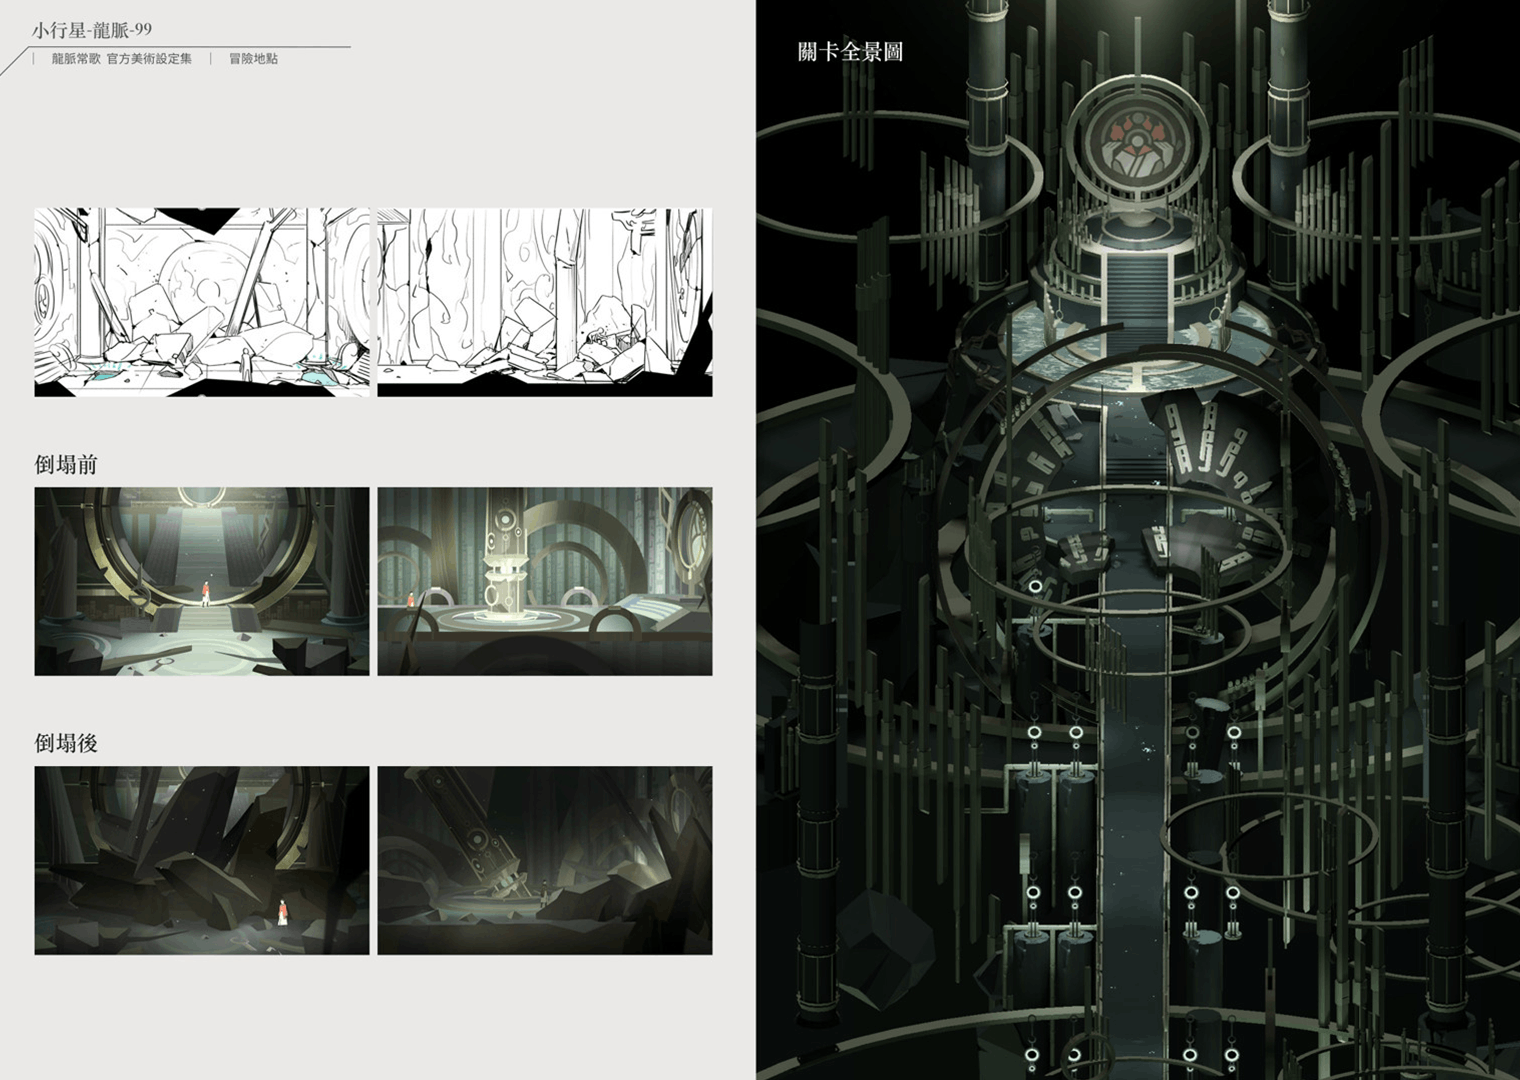 小行星-龍脈-99
龍脈常歌 官方美術設定集 | 冒險地點
關卡全景圖
倒塌前
倒塌後